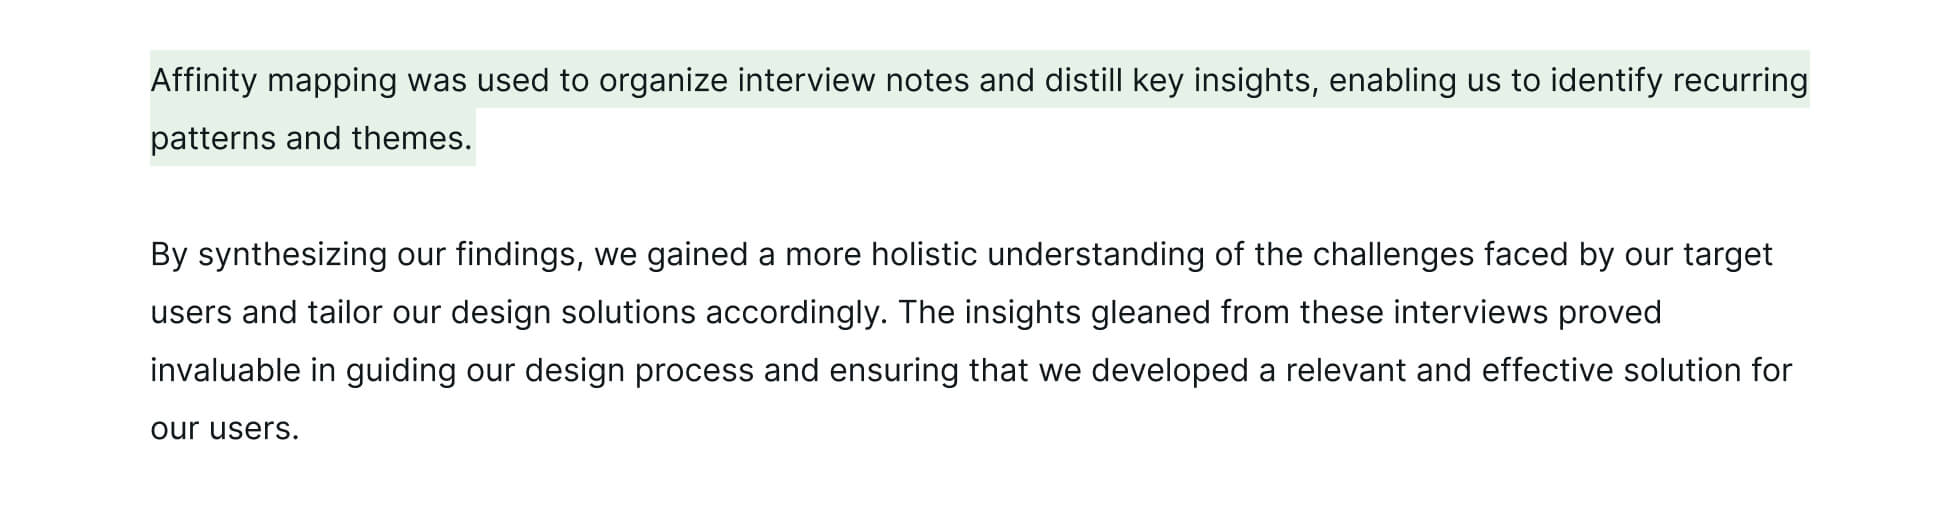 Affinity mapping was used to organize interview notes and distill key insights, enabling us to identify recurring
patterns and themes.
By synthesizing our findings, we gained a more holistic understanding of the challenges faced by our target
users and tailor our design solutions accordingly. The insights gleaned from these interviews proved
invaluable in guiding our design process and ensuring that we developed a relevant and effective solution for
our users.